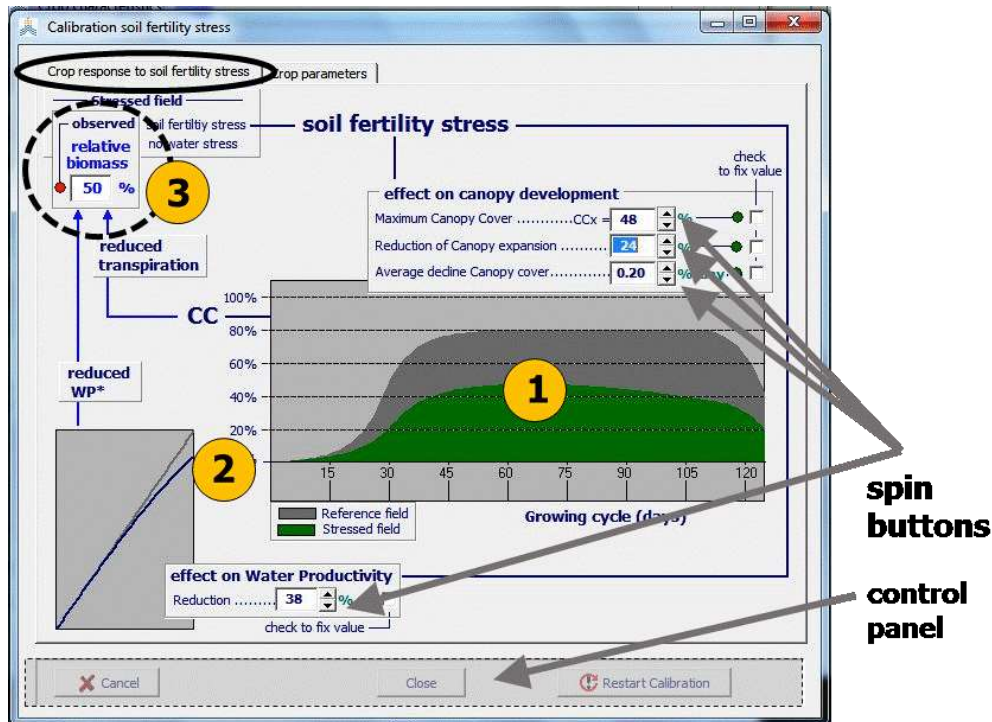 Crop characteristics
Calibration soil fertility stress
Crop response to soil fertility stress
Crop parameters
Stressed field
observed
soil fertiltiy stress
no water stress
relative
biomass
50 %
3
soil fertility stress
check
to fix value
effect on canopy development
Maximum Canopy Cover ............CCx = 48 %
Reduction of Canopy expansion .......... 24 %
Average decline Canopy cover............. 0.20 %/day
reduced
transpiration
CC
100%
80%
60%
40%
20%
1
reduced
WP*
2
15 30 45 60 75 90 105 120
Reference field
Stressed field
Growing cycle (days)
effect on Water Productivity
Reduction ......... 38 %
check to fix value
spin
buttons
control
panel
Cancel
Close
Restart Calibration